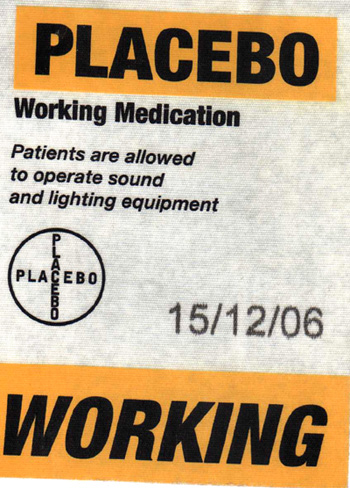 PLACEBO
Working Medication
Patients are allowed
to operate sound
and lighting equipment
PLACEBO
PLACEBO
15/12/06
WORKING